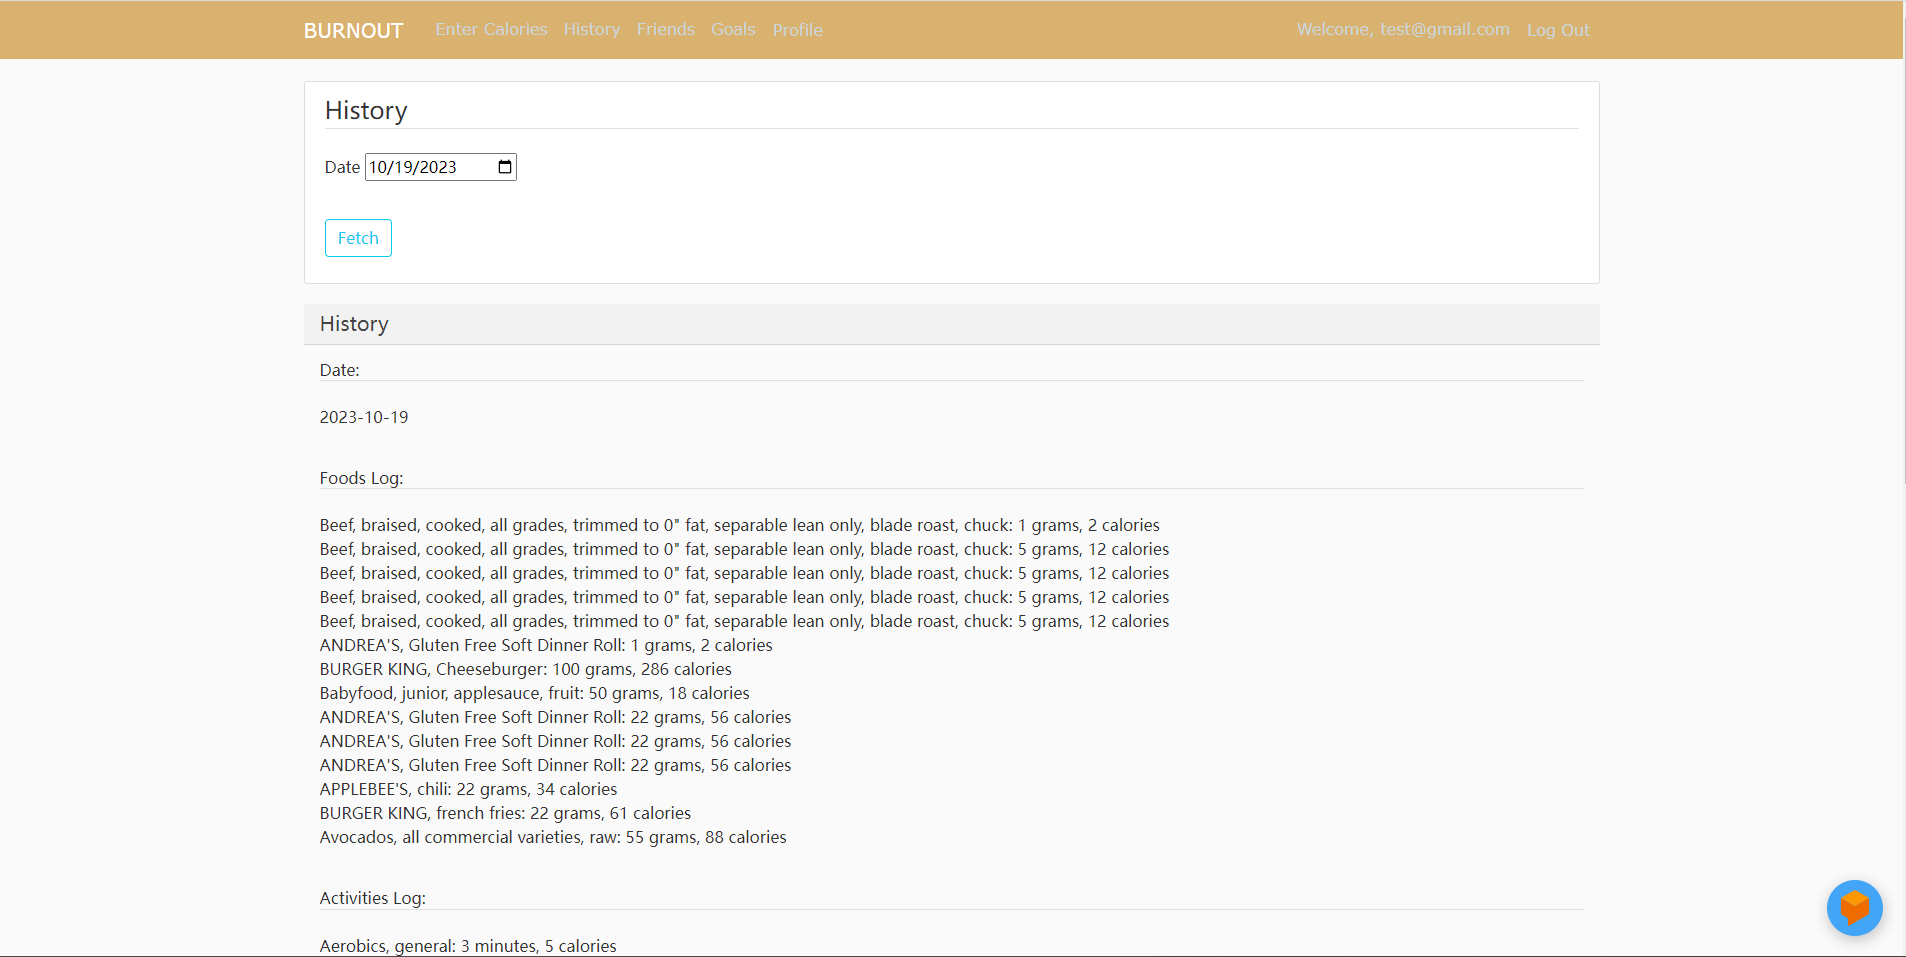 BURNOUT Enter Calories History Friends Goals Profile Welcome, test@gmail.com Log Out
History
Date 10/19/2023
Fetch
History
Date:
2023-10-19
Foods Log:
Beef, braised, cooked, all grades, trimmed to 0" fat, separable lean only, blade roast, chuck: 1 grams, 2 calories
Beef, braised, cooked, all grades, trimmed to 0" fat, separable lean only, blade roast, chuck: 5 grams, 12 calories
Beef, braised, cooked, all grades, trimmed to 0" fat, separable lean only, blade roast, chuck: 5 grams, 12 calories
Beef, braised, cooked, all grades, trimmed to 0" fat, separable lean only, blade roast, chuck: 5 grams, 12 calories
Beef, braised, cooked, all grades, trimmed to 0" fat, separable lean only, blade roast, chuck: 5 grams, 12 calories
ANDREA'S, Gluten Free Soft Dinner Roll: 1 grams, 2 calories
BURGER KING, Cheeseburger: 100 grams, 286 calories
Babyfood, junior, applesauce, fruit: 50 grams, 18 calories
ANDREA'S, Gluten Free Soft Dinner Roll: 22 grams, 56 calories
ANDREA'S, Gluten Free Soft Dinner Roll: 22 grams, 56 calories
ANDREA'S, Gluten Free Soft Dinner Roll: 22 grams, 56 calories
APPLEBEE'S, chili: 22 grams, 34 calories
BURGER KING, french fries: 22 grams, 61 calories
Avocados, all commercial varieties, raw: 55 grams, 88 calories
Activities Log:
Aerobics, general: 3 minutes, 5 calories